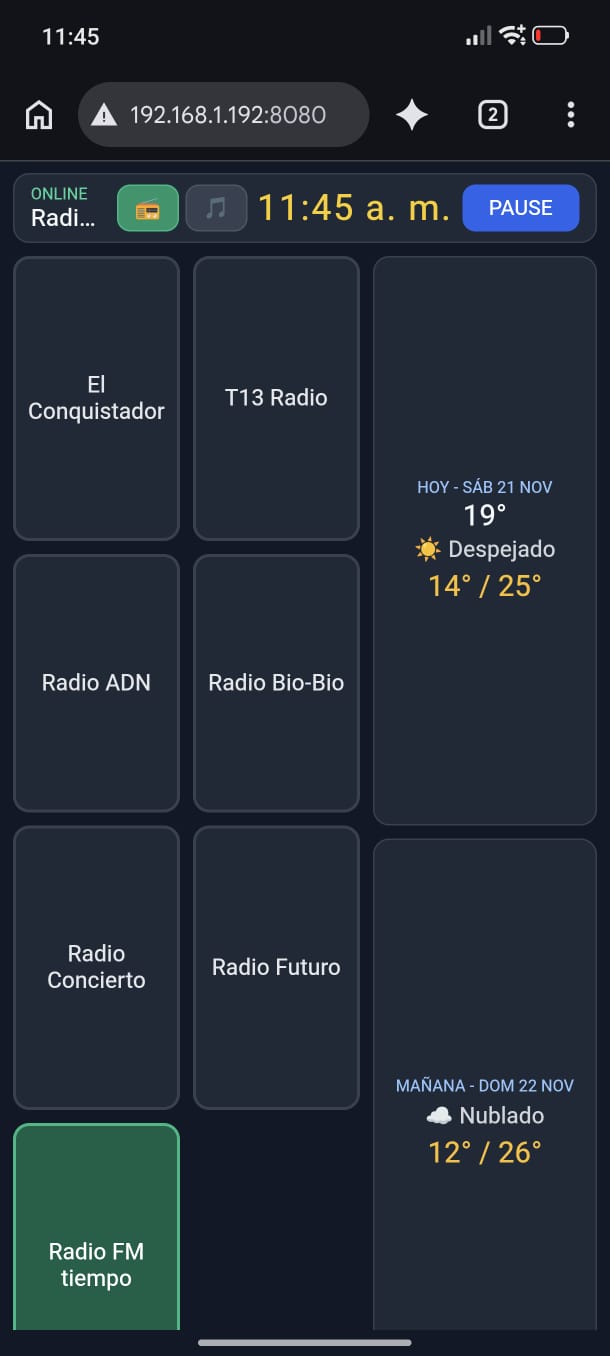 11:45
192.168.1.192:8080
2
ONLINE
Radi...
11:45 a. m.
PAUSE
El
Conquistador
T13 Radio
Radio ADN
Radio Bio-Bio
Radio
Concierto
Radio Futuro
Radio FM
tiempo
HOY - SÁB 21 NOV
19°
Despejado
14° / 25°
MAÑANA - DOM 22 NOV
Nublado
12° / 26°